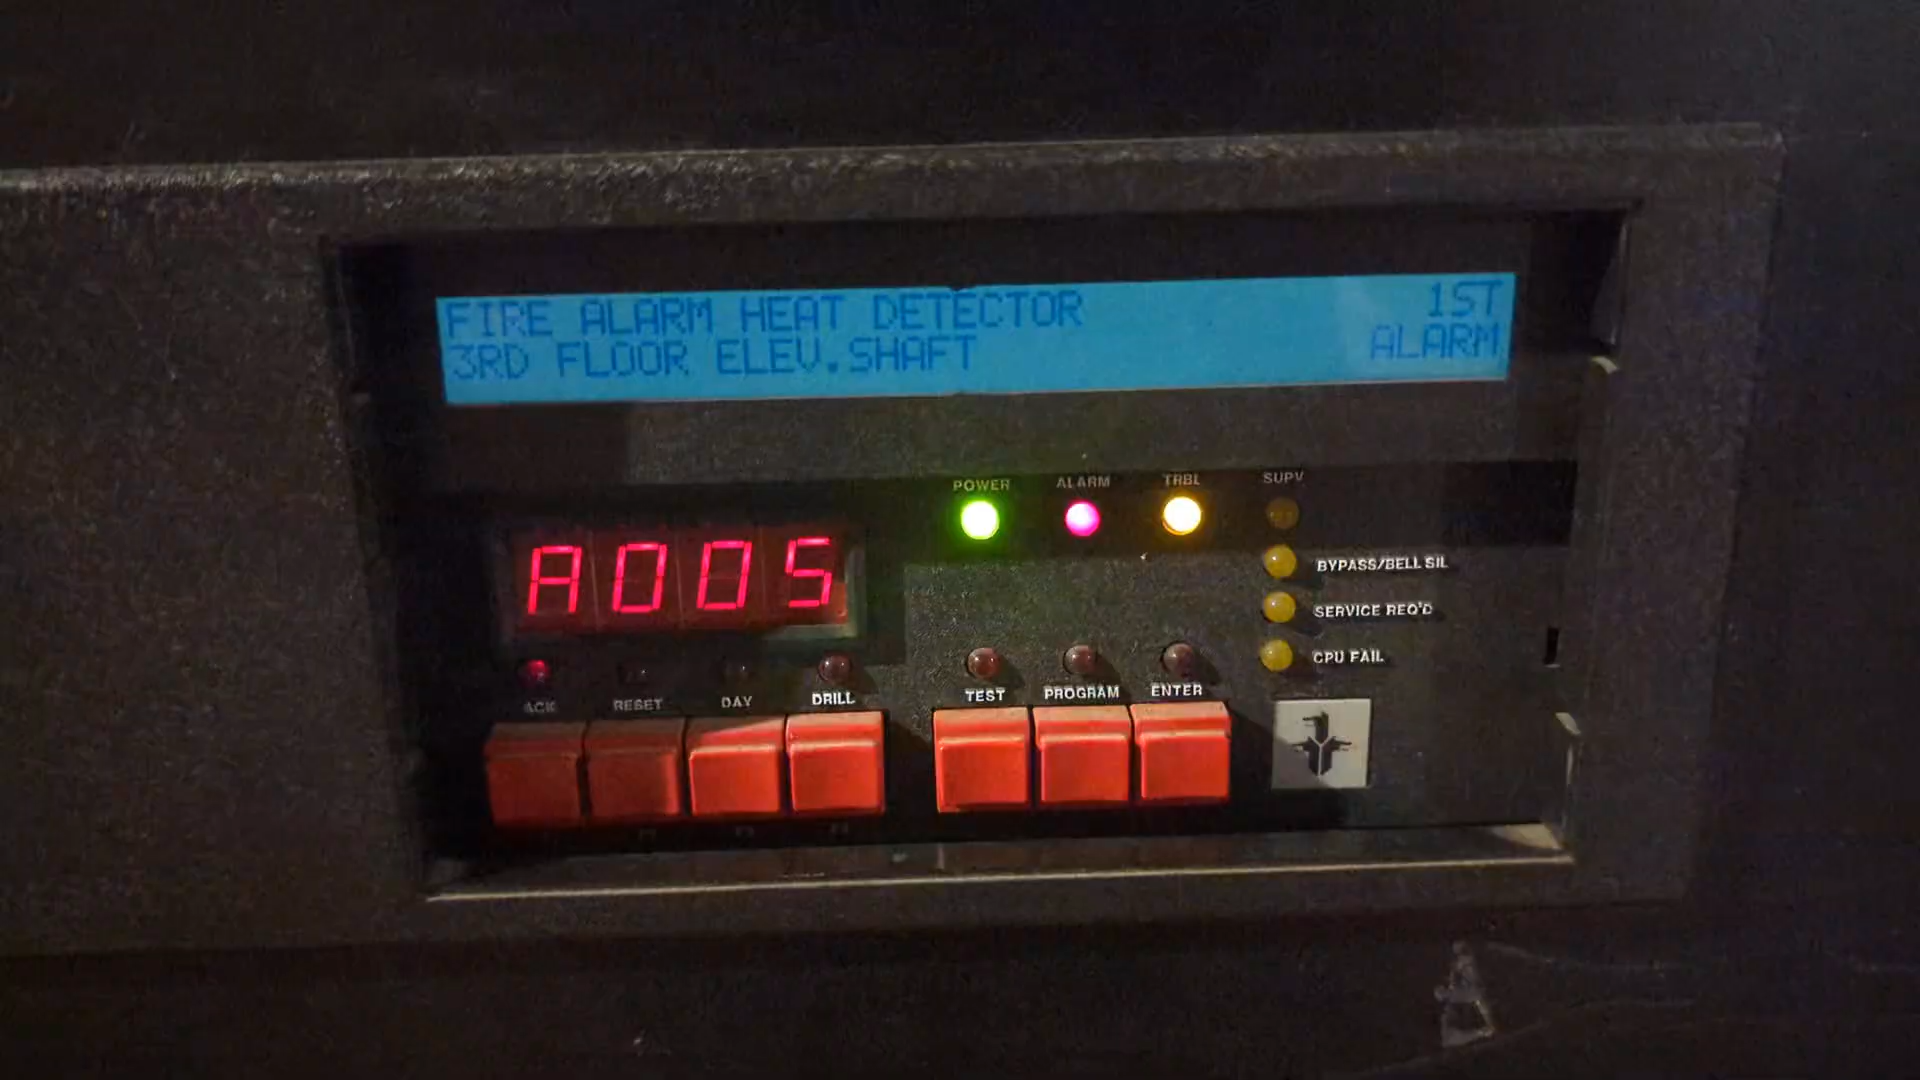 FIRE ALARM HEAT DETECTOR 1ST
3RD FLOOR ELEV.SHAFT ALARM
POWER ALARM TRBL SUPV
A005
BYPASS/BELL SIL
SERVICE REQ'D
CPU FAIL
ACK RESET DAY DRILL TEST PROGRAM ENTER